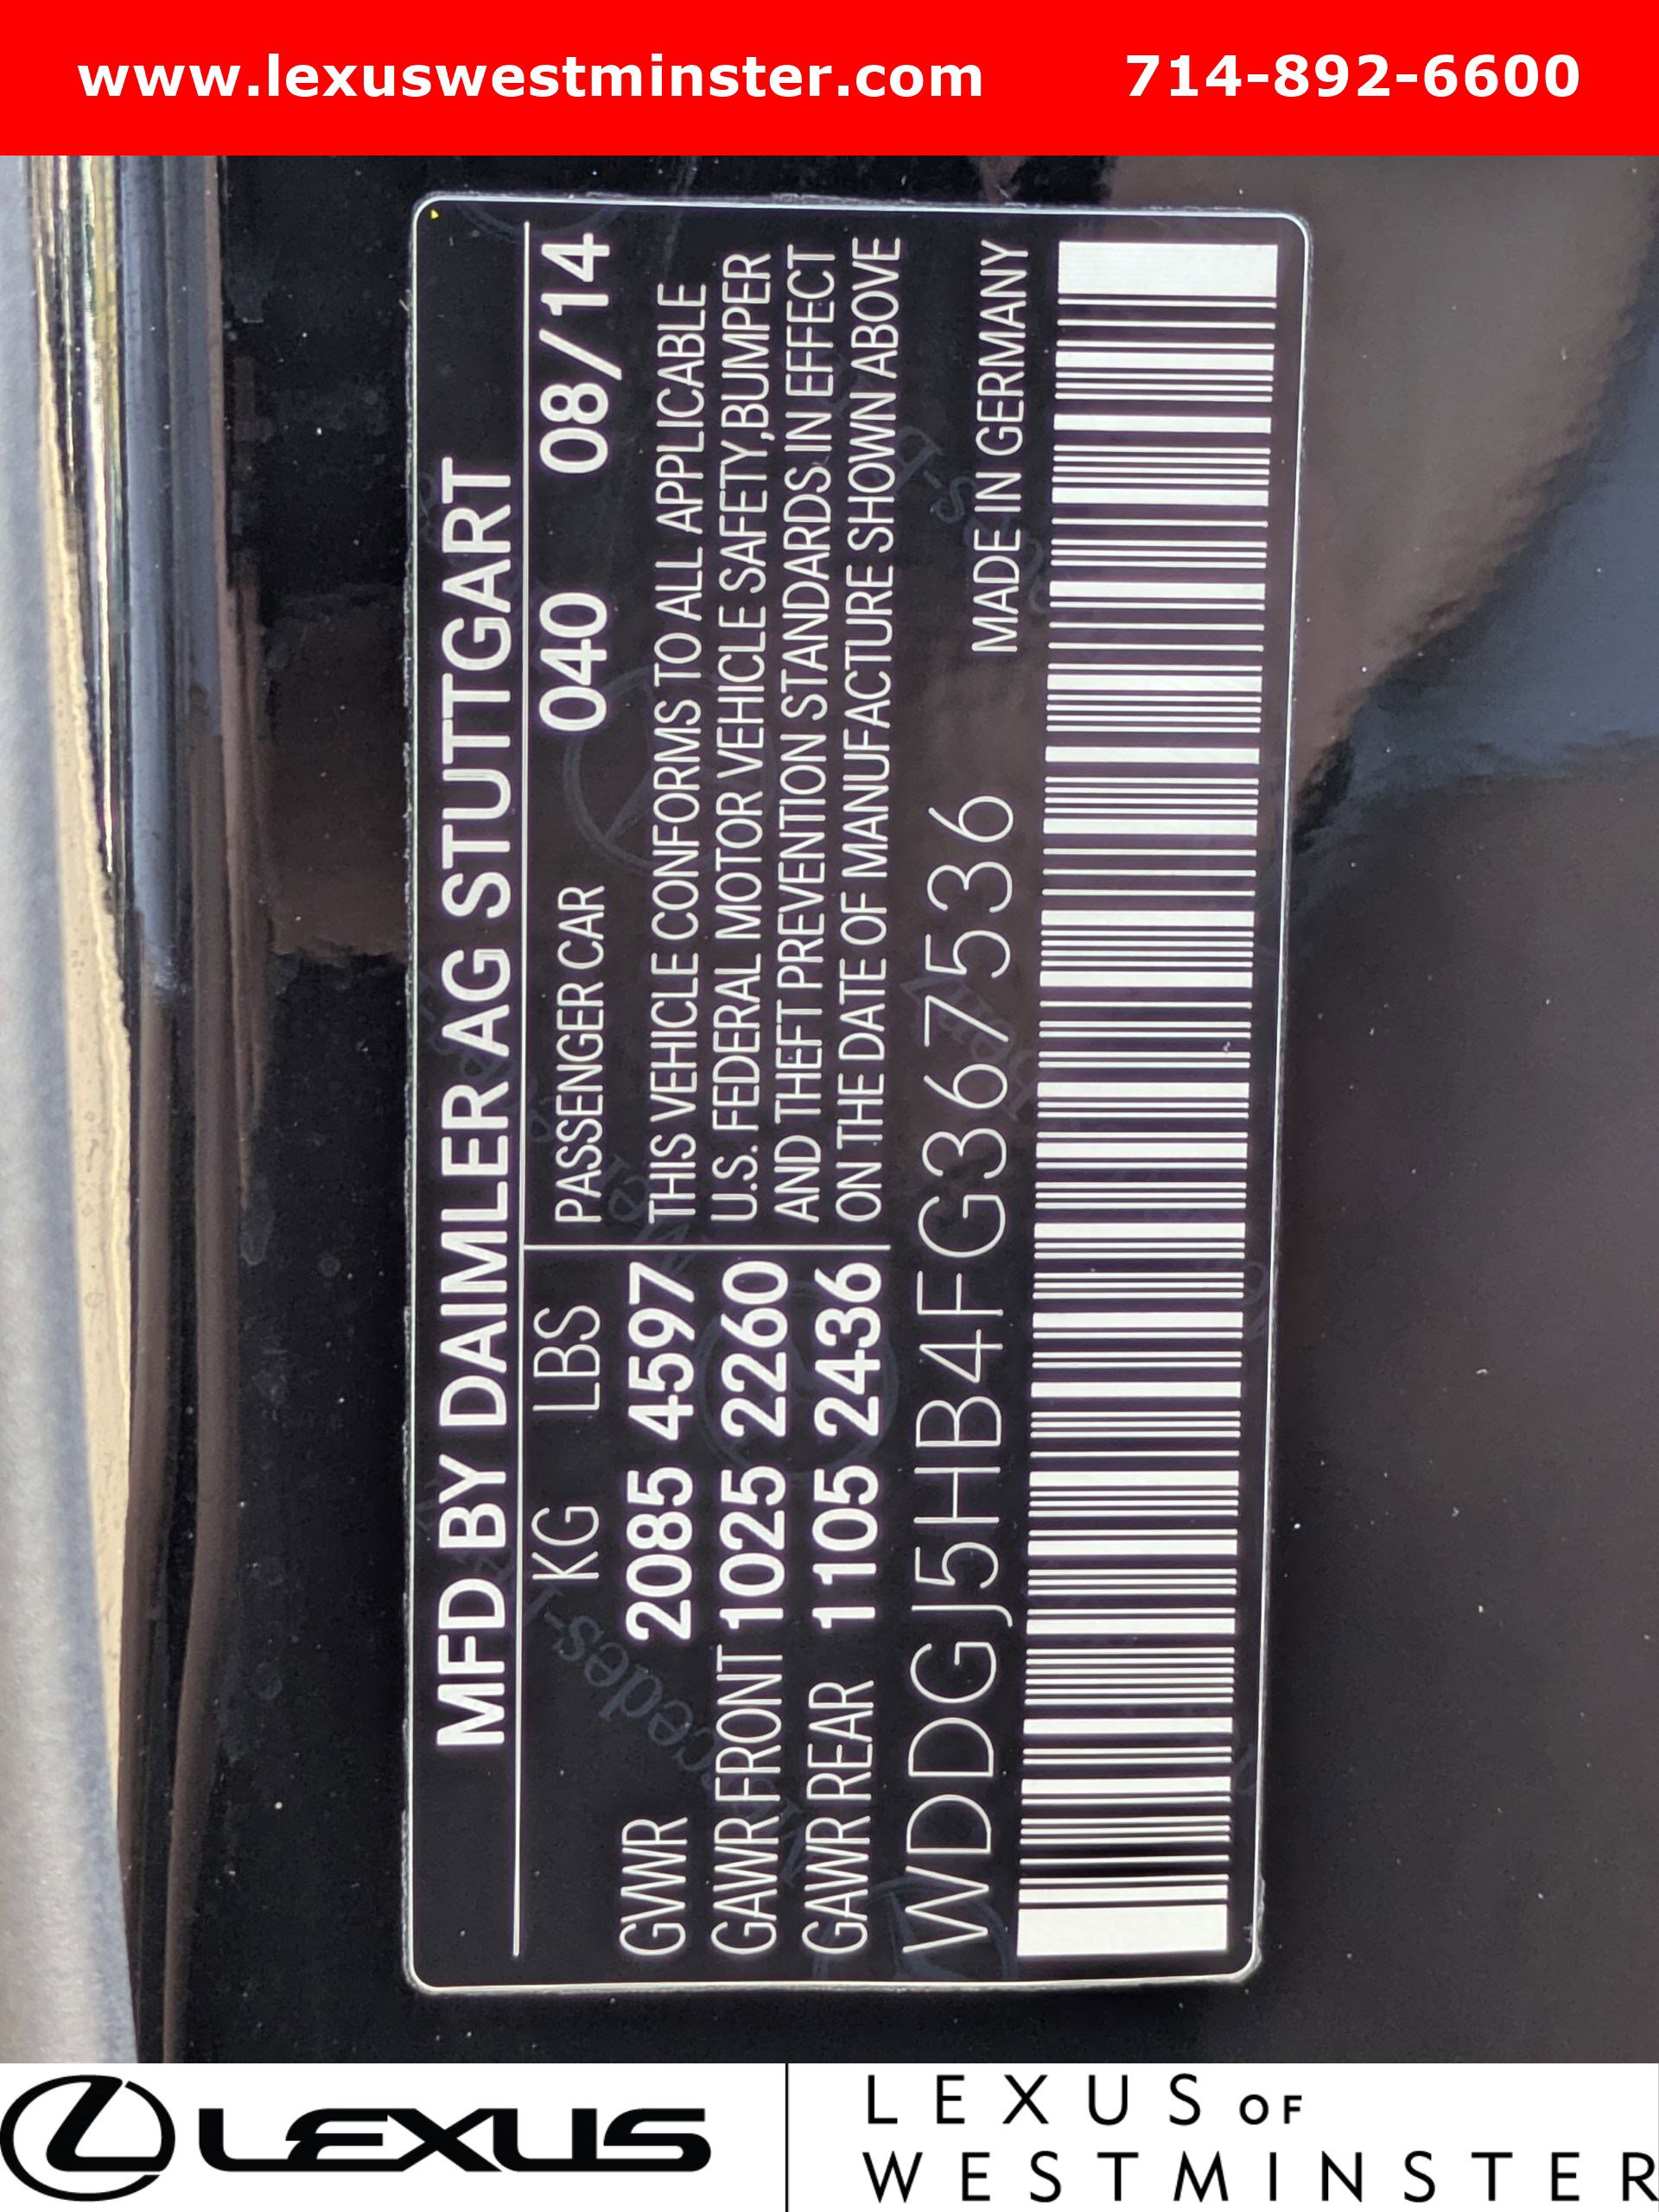 www.lexuswestminster.com 714-892-6600
MFD BY DAIMLER AG STUTTGART
KG LBS PASSENGER CAR 040 08/14
GVWR 2085 4597
GAWR FRONT 1025 2260
GAWR REAR 1105 2436
THIS VEHICLE CONFORMS TO ALL APPLICABLE
U.S. FEDERAL MOTOR VEHICLE SAFETY,BUMPER
AND THEFT PREVENTION STANDARDS IN EFFECT
ON THE DATE OF MANUFACTURE SHOWN ABOVE
WDDGJ5HB4FG367536 MADE IN GERMANY
LEXUS
LEXUS OF
WESTMINSTER